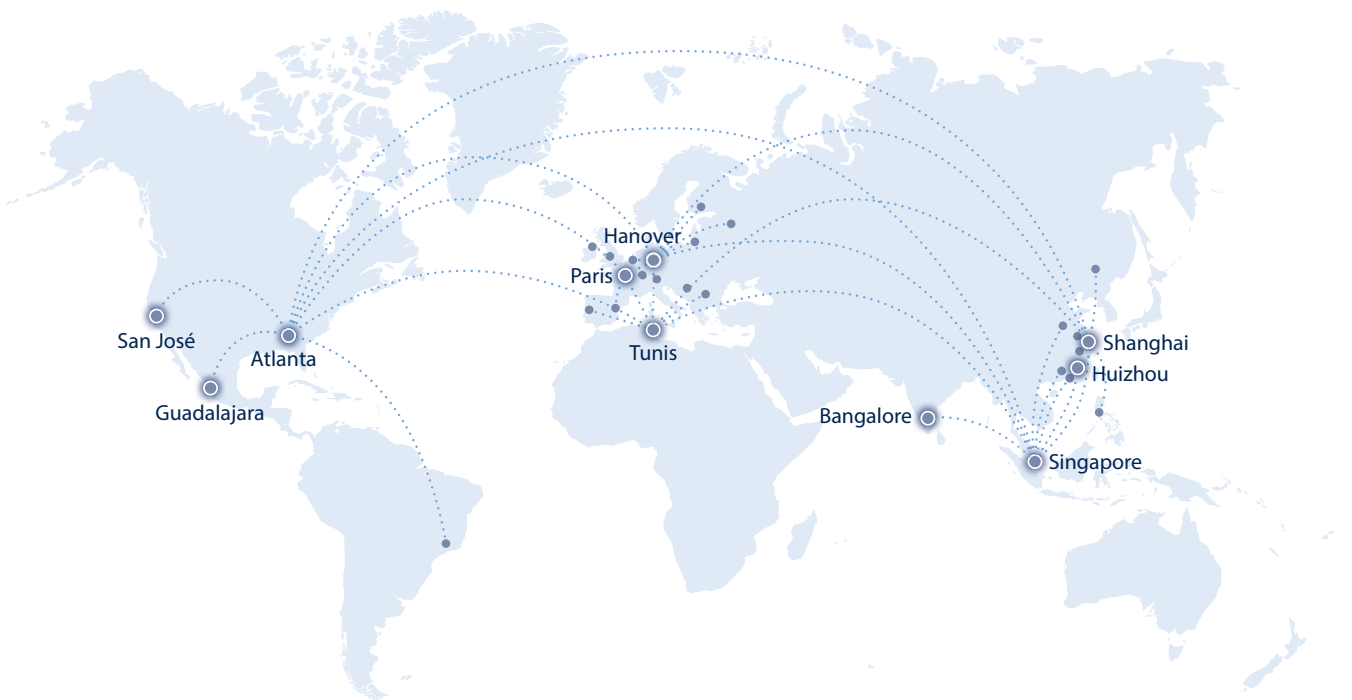 Hanover
Paris
San José
Atlanta
Tunis
Shanghai
Huizhou
Guadalajara
Bangalore
Singapore